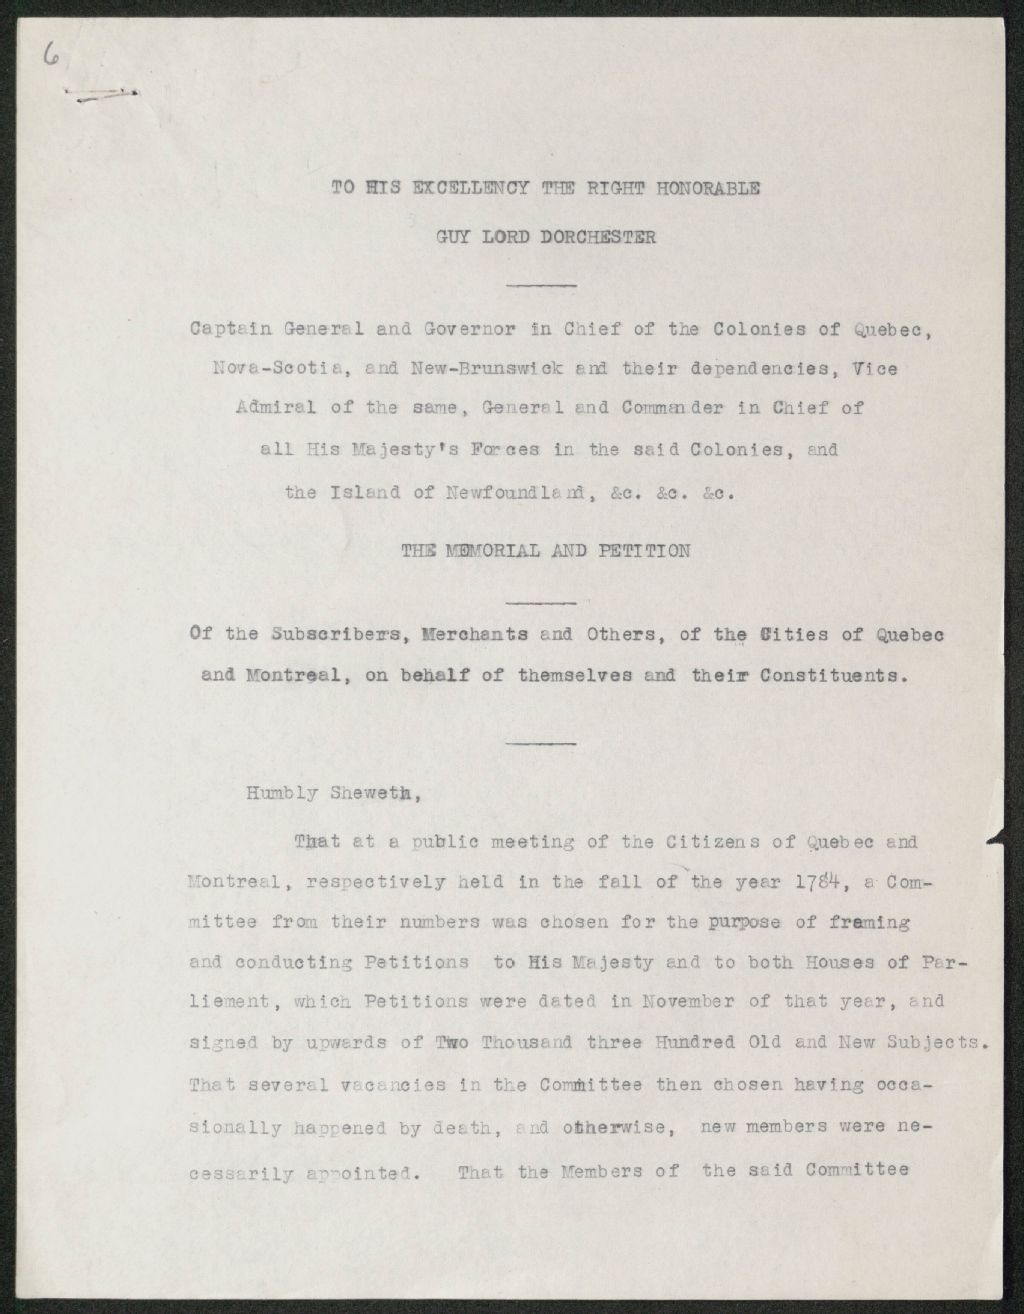 6
TO HIS EXCELLENCY THE RIGHT HONORABLE
GUY LORD DORCHESTER
Captain General and Governor in Chief of the Colonies of Quebec,
Nova-Scotia, and New-Brunswick and their dependencies, Vice
Admiral of the same, General and Commander in Chief of
all His Majesty's Forces in the said Colonies, and
the Island of Newfoundland, &c. &c. &c.
THE MEMORIAL AND PETITION
Of the Subscribers, Merchants and Others, of the Cities of Quebec
and Montreal, on behalf of themselves and their Constituents.
Humbly Sheweth,
That at a public meeting of the Citizens of Quebec and
Montreal, respectively held in the fall of the year 1784, a Com-
mittee from their numbers was chosen for the purpose of framing
and conducting Petitions to His Majesty and to both Houses of Par-
liement, which Petitions were dated in November of that year, and
signed by upwards of Two Thousand three Hundred Old and New Subjects.
That several vacancies in the Committee then chosen having occa-
sionally happened by death, and otherwise, new members were ne-
cessarily appointed. That the Members of the said Committee